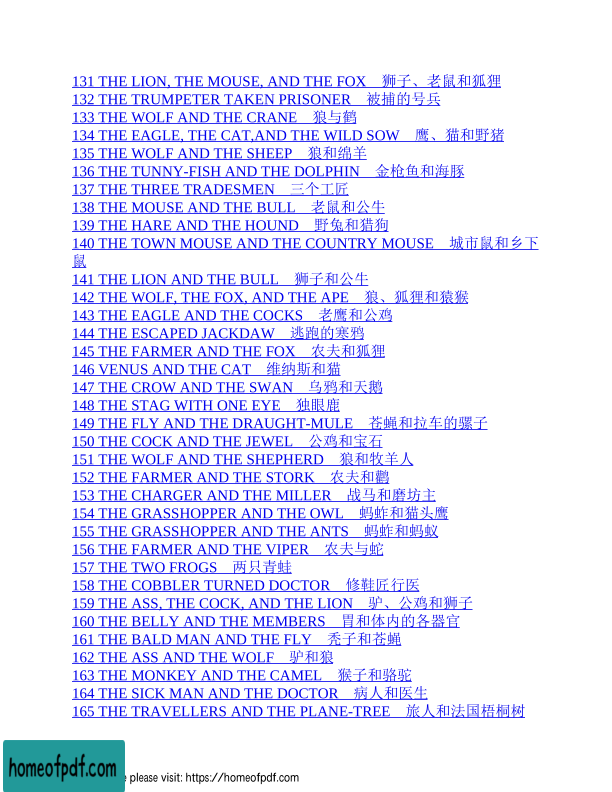 131 THE LION, THE MOUSE, AND THE FOX　狮子、老鼠和狐狸
132 THE TRUMPETER TAKEN PRISONER　被捕的号兵
133 THE WOLF AND THE CRANE　狼与鹤
134 THE EAGLE, THE CAT,AND THE WILD SOW　鹰、猫和野猪
135 THE WOLF AND THE SHEEP　狼和绵羊
136 THE TUNNY-FISH AND THE DOLPHIN　金枪鱼和海豚
137 THE THREE TRADESMEN　三个工匠
138 THE MOUSE AND THE BULL　老鼠和公牛
139 THE HARE AND THE HOUND　野兔和猎狗
140 THE TOWN MOUSE AND THE COUNTRY MOUSE　城市鼠和乡下
鼠
141 THE LION AND THE BULL　狮子和公牛
142 THE WOLF, THE FOX, AND THE APE　狼、狐狸和猿猴
143 THE EAGLE AND THE COCKS　老鹰和公鸡
144 THE ESCAPED JACKDAW　逃跑的寒鸦
145 THE FARMER AND THE FOX　农夫和狐狸
146 VENUS AND THE CAT　维纳斯和猫
147 THE CROW AND THE SWAN　乌鸦和天鹅
148 THE STAG WITH ONE EYE　独眼鹿
149 THE FLY AND THE DRAUGHT-MULE　苍蝇和拉车的骡子
150 THE COCK AND THE JEWEL　公鸡和宝石
151 THE WOLF AND THE SHEPHERD　狼和牧羊人
152 THE FARMER AND THE STORK　农夫和鹳
153 THE CHARGER AND THE MILLER　战马和磨坊主
154 THE GRASSHOPPER AND THE OWL　蚂蚱和猫头鹰
155 THE GRASSHOPPER AND THE ANTS　蚂蚱和蚂蚁
156 THE FARMER AND THE VIPER　农夫与蛇
157 THE TWO FROGS　两只青蛙
158 THE COBBLER TURNED DOCTOR　修鞋匠行医
159 THE ASS, THE COCK, AND THE LION　驴、公鸡和狮子
160 THE BELLY AND THE MEMBERS　胃和体内的各器官
161 THE BALD MAN AND THE FLY　秃子和苍蝇
162 THE ASS AND THE WOLF　驴和狼
163 THE MONKEY AND THE CAMEL　猴子和骆驼
164 THE SICK MAN AND THE DOCTOR　病人和医生
165 THE TRAVELLERS AND THE PLANE-TREE　旅人和法国梧桐树
homeofpdf.com
please visit: https://homeofpdf.com